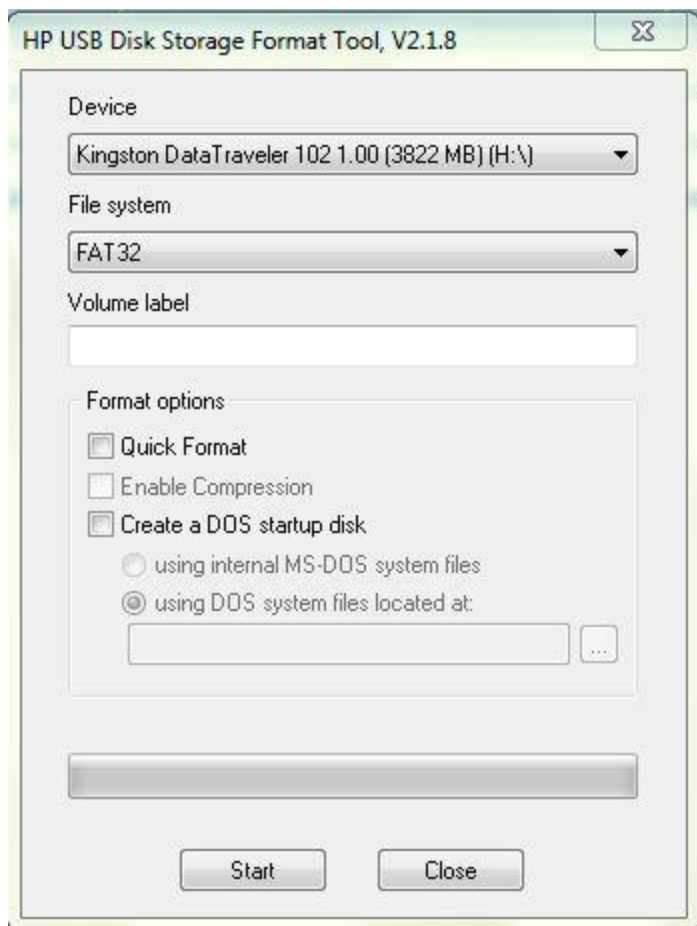 HP USB Disk Storage Format Tool, V2.1.8
Device
Kingston DataTraveler 102 1.00 (3822 MB) (H:\)
File system
FAT32
Volume label
Format options
Quick Format
Enable Compression
Create a DOS startup disk
using internal MS-DOS system files
using DOS system files located at:
...
Start
Close